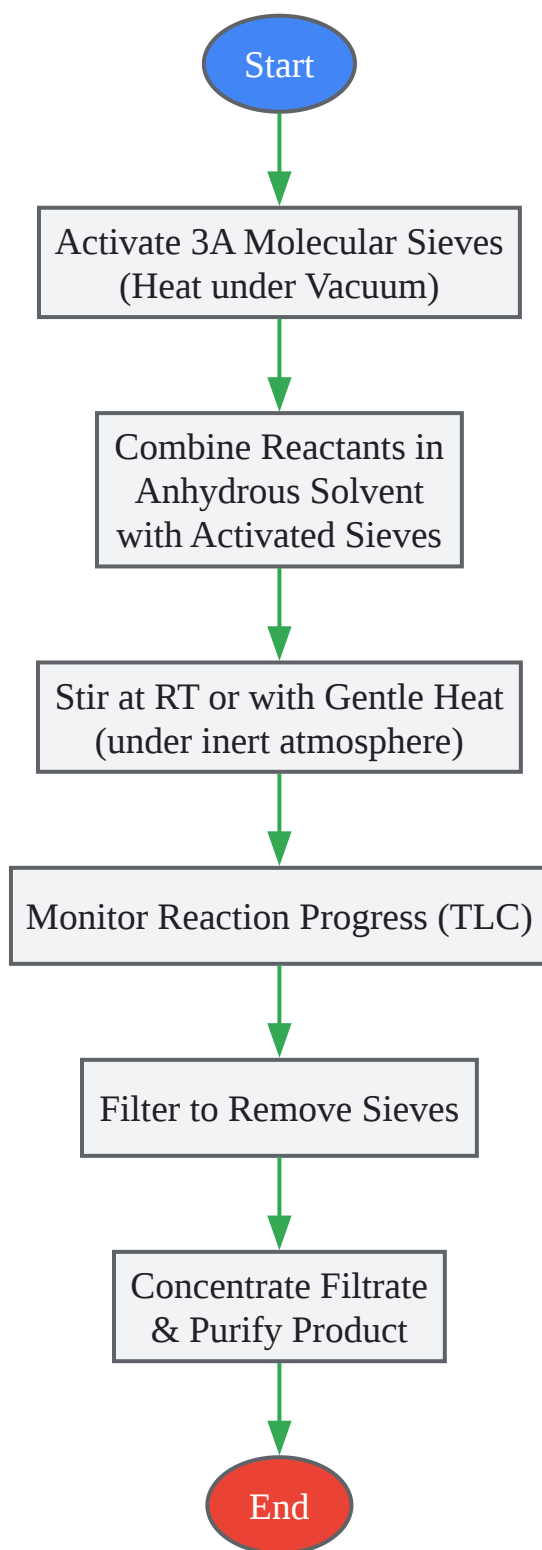 Start
Activate 3A Molecular Sieves
(Heat under Vacuum)
Combine Reactants in
Anhydrous Solvent
with Activated Sieves
Stir at RT or with Gentle Heat
(under inert atmosphere)
Monitor Reaction Progress (TLC)
Filter to Remove Sieves
Concentrate Filtrate
& Purify Product
End